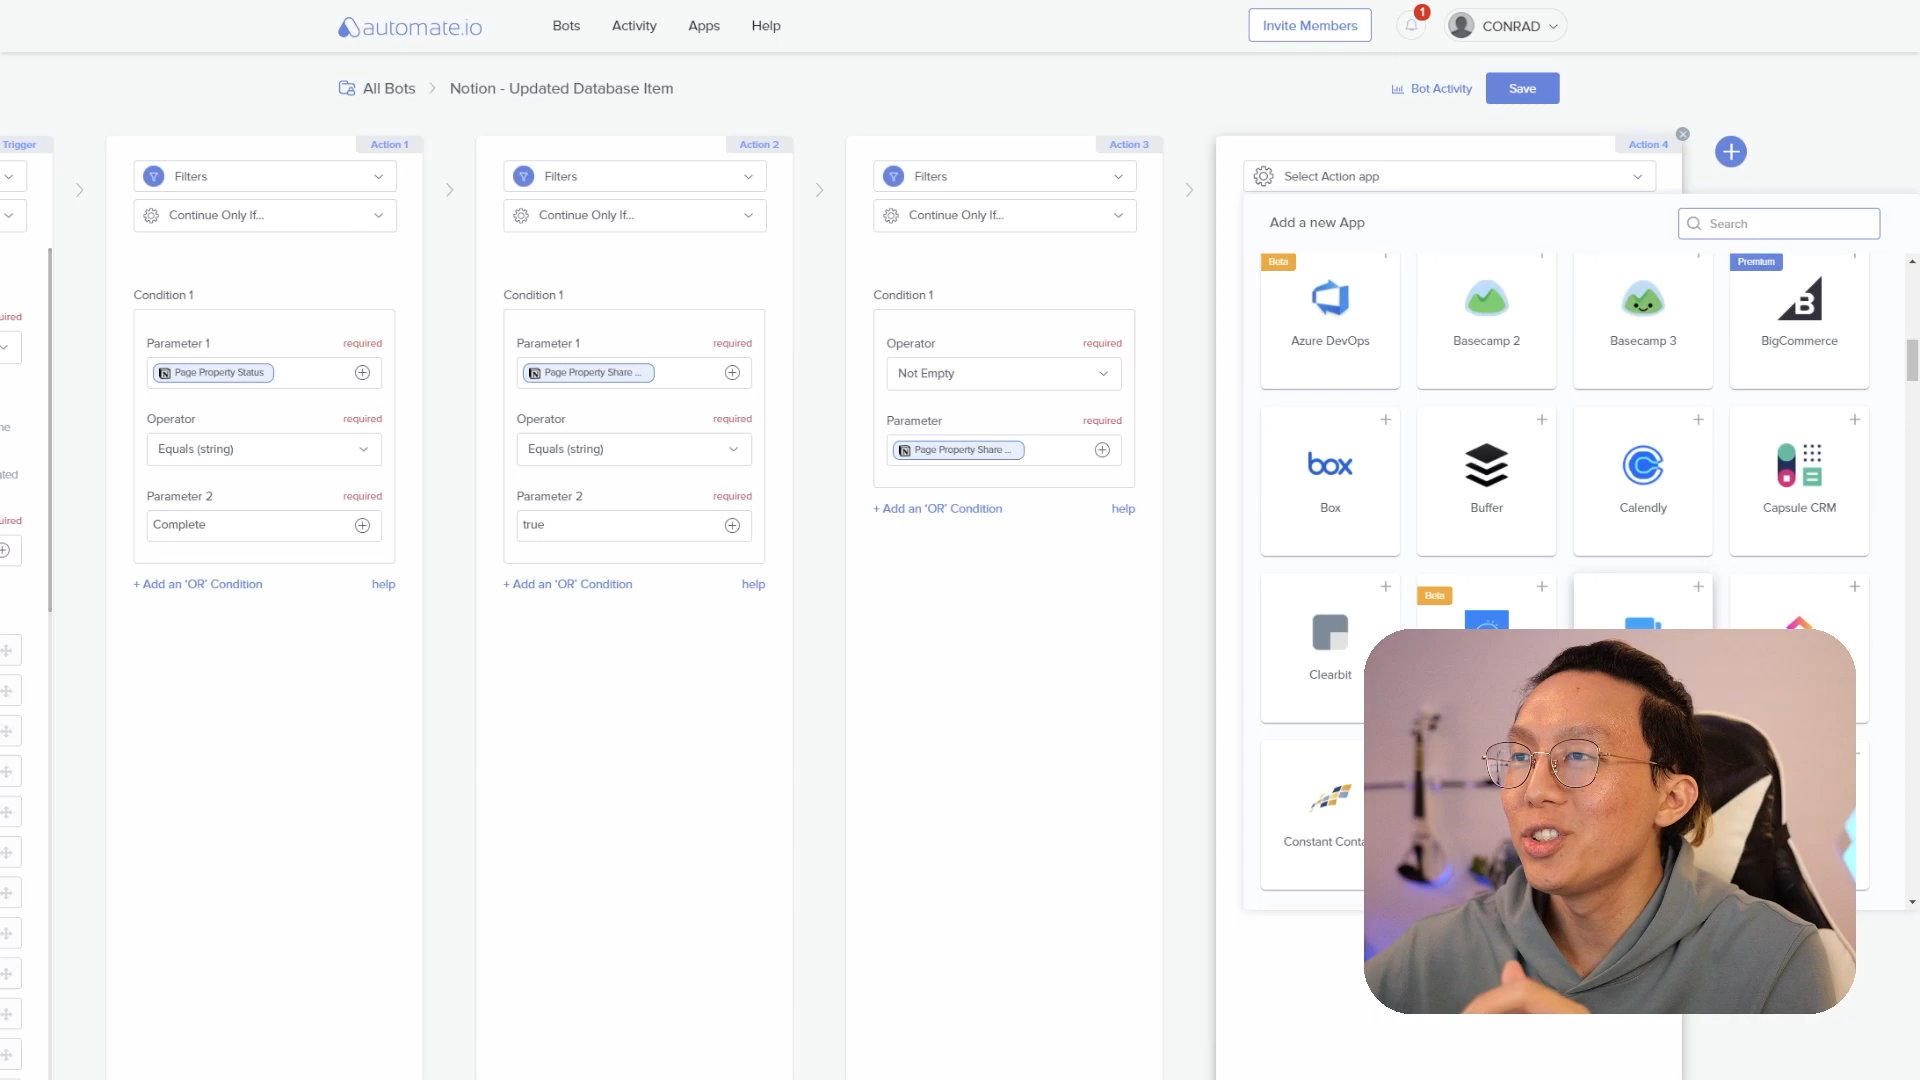 automate.io
Bots
Activity
Apps
Help
Invite Members
1
CONRAD
All Bots
Notion - Updated Database Item
Bot Activity
Save
Trigger
Action 1
Filters
Continue Only If...
Condition 1
Parameter 1
required
Page Property Status
Operator
required
Equals (string)
Parameter 2
required
Complete
+ Add an 'OR' Condition
help
Action 2
Filters
Continue Only If...
Condition 1
Parameter 1
required
Page Property Share ...
Operator
required
Equals (string)
Parameter 2
required
true
+ Add an 'OR' Condition
help
Action 3
Filters
Continue Only If...
Condition 1
Operator
required
Not Empty
Parameter
required
Page Property Share ...
+ Add an 'OR' Condition
help
Action 4
Select Action app
Add a new App
Search
Beta
Azure DevOps
Basecamp 2
Basecamp 3
Premium
B
BigCommerce
box
Box
Buffer
Calendly
Capsule CRM
Clearbit
Beta
Constant Conta